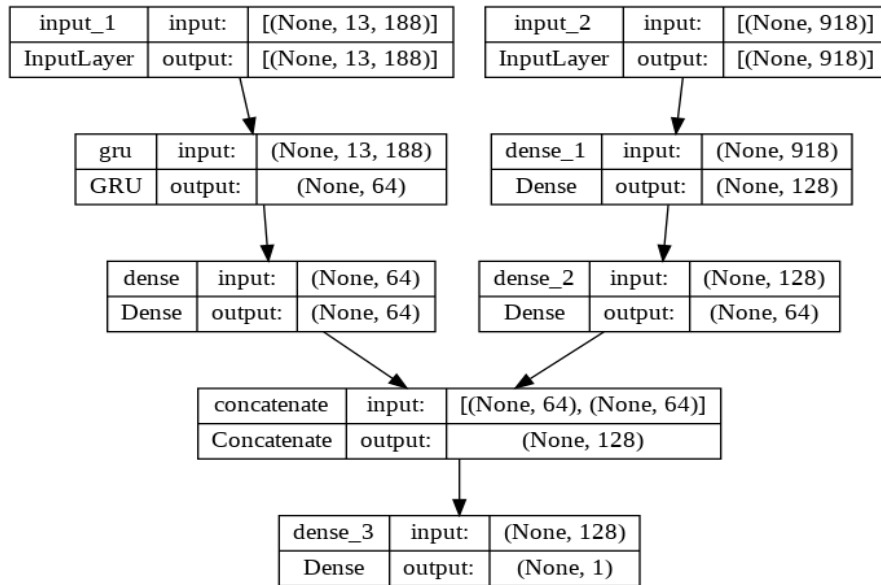 input_1 input: [(None, 13, 188)]
InputLayer output: [(None, 13, 188)]
input_2 input: [(None, 918)]
InputLayer output: [(None, 918)]
gru input: (None, 13, 188)
GRU output: (None, 64)
dense_1 input: (None, 918)
Dense output: (None, 128)
dense input: (None, 64)
Dense output: (None, 64)
dense_2 input: (None, 128)
Dense output: (None, 64)
concatenate input: [(None, 64), (None, 64)]
Concatenate output: (None, 128)
dense_3 input: (None, 128)
Dense output: (None, 1)